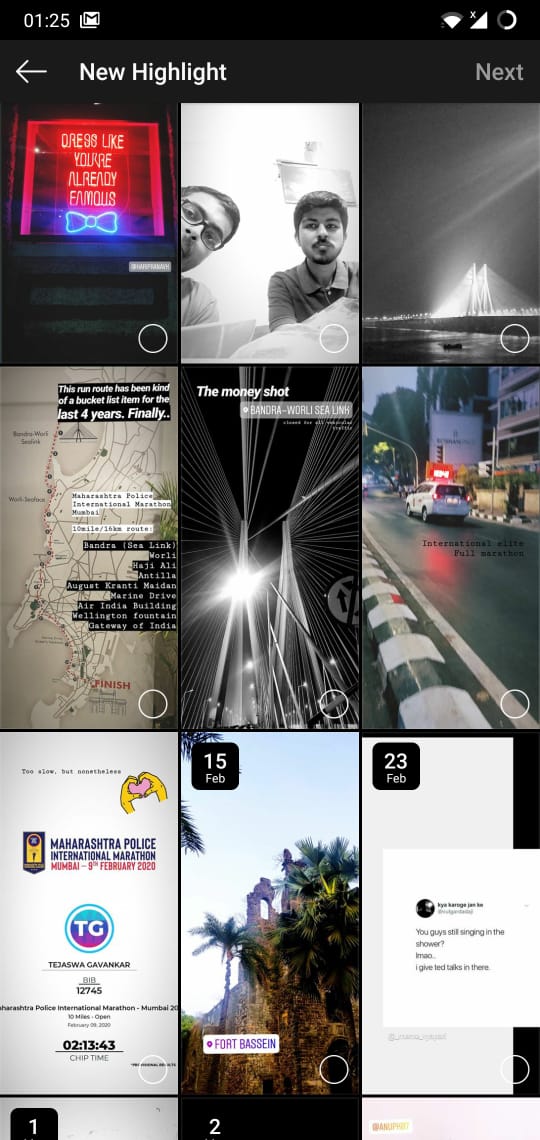 01:25
New Highlight
Next
DRESS LIKE
YOU'RE
ALREADY
FAMOUS
@HARIPRANAVH
This run route has been kind
of a bucket list item for the
last 4 years. Finally..
Bandra-Worli
Sealink
Worli-Seaface
Maharashtra Police
International Marathon
Mumbai
10mile/16km route:
Bandra (Sea Link)
Worli
Haji Ali
Antilla
August Kranti Maidan
Marine Drive
Air India Building
Wellington fountain
Gateway of India
FINISH
The money shot
BANDRA-WORLI SEA LINK
closed for all vehicular
traffic
International elite
Full marathon
Too slow, but nonetheless
MAHARASHTRA POLICE
INTERNATIONAL MARATHON
MUMBAI – 9TH FEBRUARY 2020
TG
TEJASWA GAVANKAR
BIB
12745
harashtra Police International Marathon - Mumbai 20
10 Miles - Open
February 09, 2020
02:13:43
CHIP TIME
*PROVISIONAL RESULTS
15
Feb
FORT BASSEIN
23
Feb
kya karoge jan ke
You guys still singing in the
shower?
lmao..
i give ted talks in there.
1
2